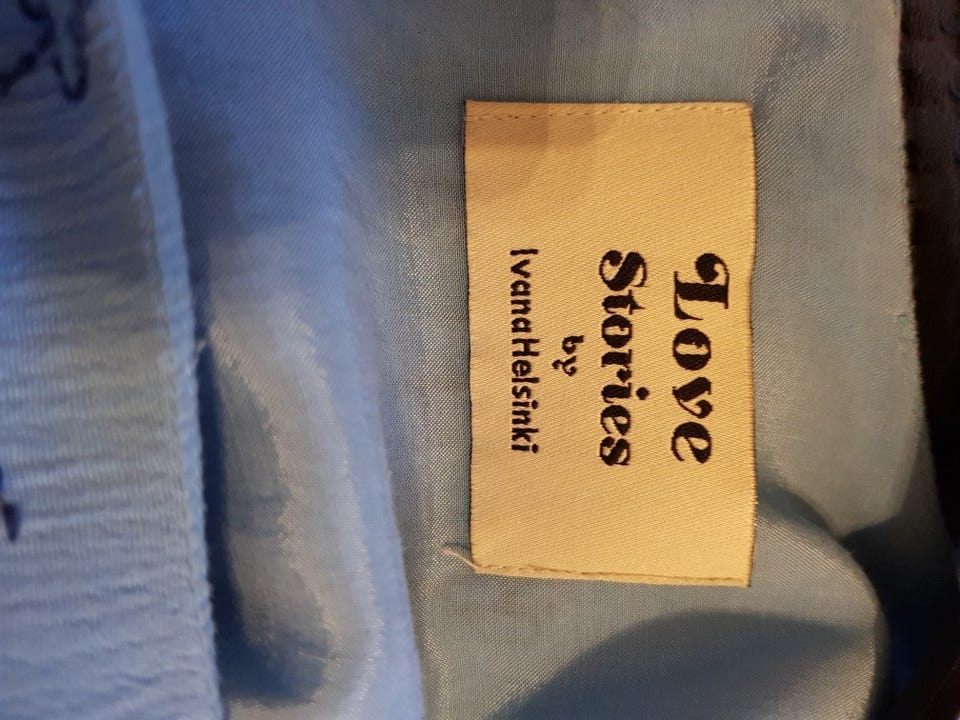 Love
Stories
by
IvanaHelsinki